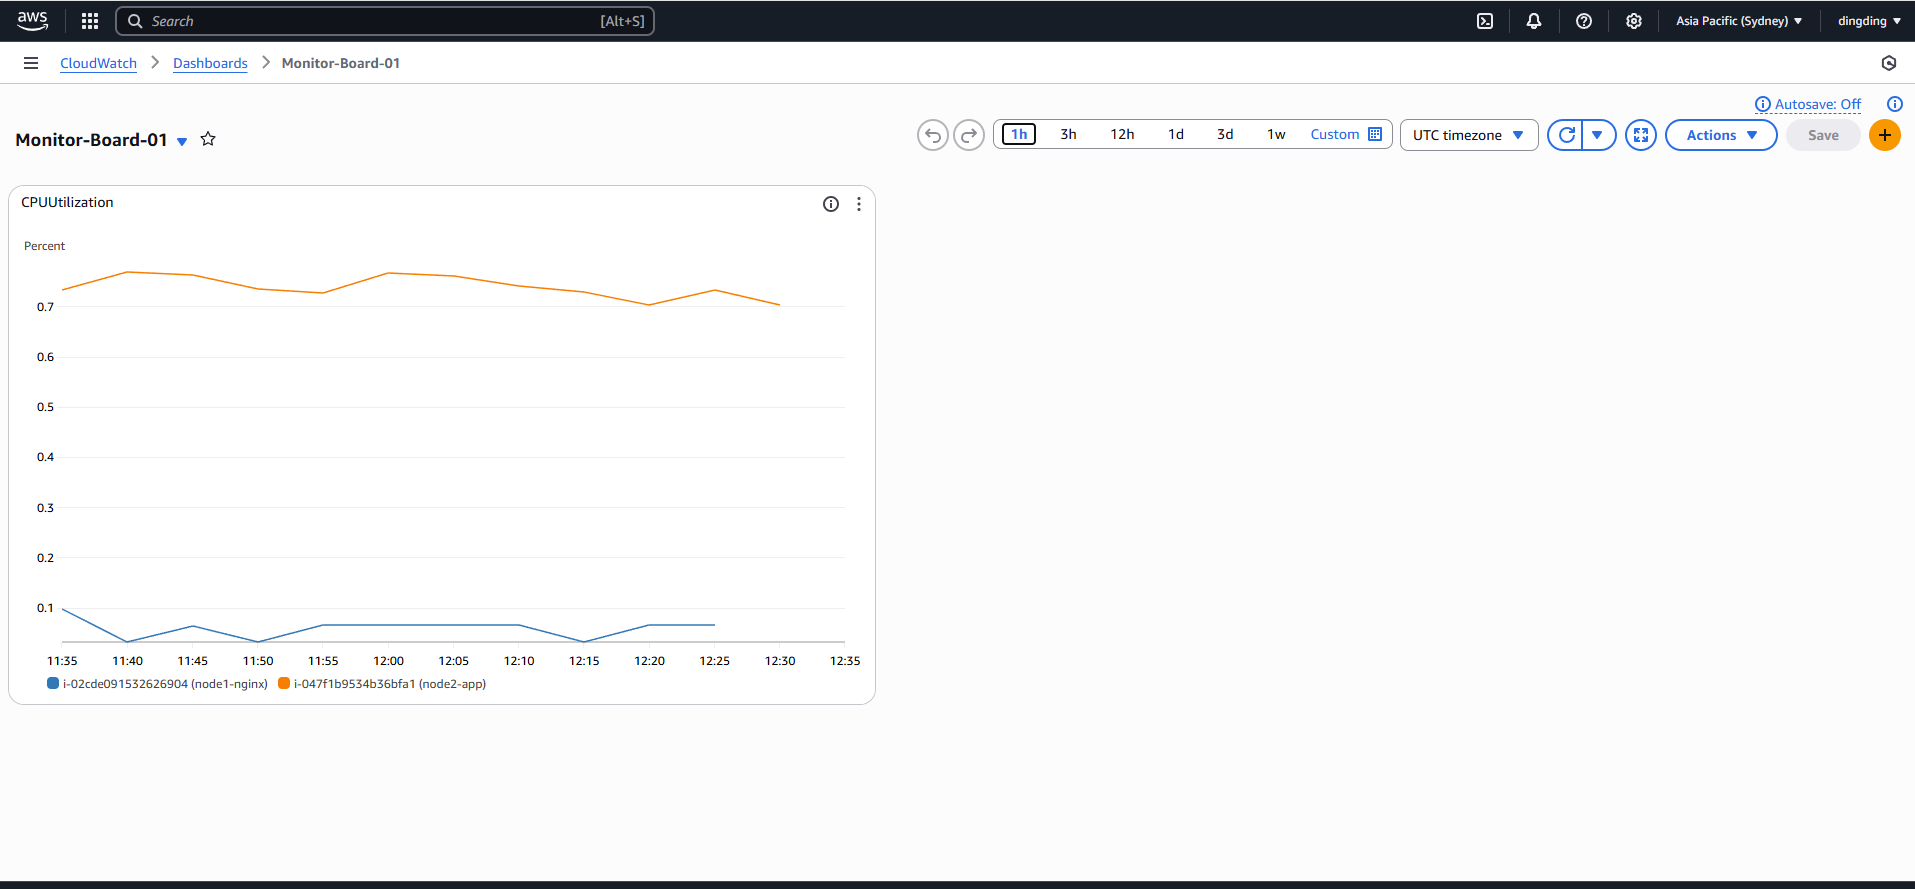 aws Search [Alt+S] Asia Pacific (Sydney) dingding
CloudWatch Dashboards Monitor-Board-01
Autosave: Off
Monitor-Board-01 1h 3h 12h 1d 3d 1w Custom UTC timezone Actions Save
CPUUtilization
Percent
0.7
0.6
0.5
0.4
0.3
0.2
0.1
11:35 11:40 11:45 11:50 11:55 12:00 12:05 12:10 12:15 12:20 12:25 12:30 12:35
i-02cde091532626904 (node1-nginx) i-047f1b9534b36bfa1 (node2-app)